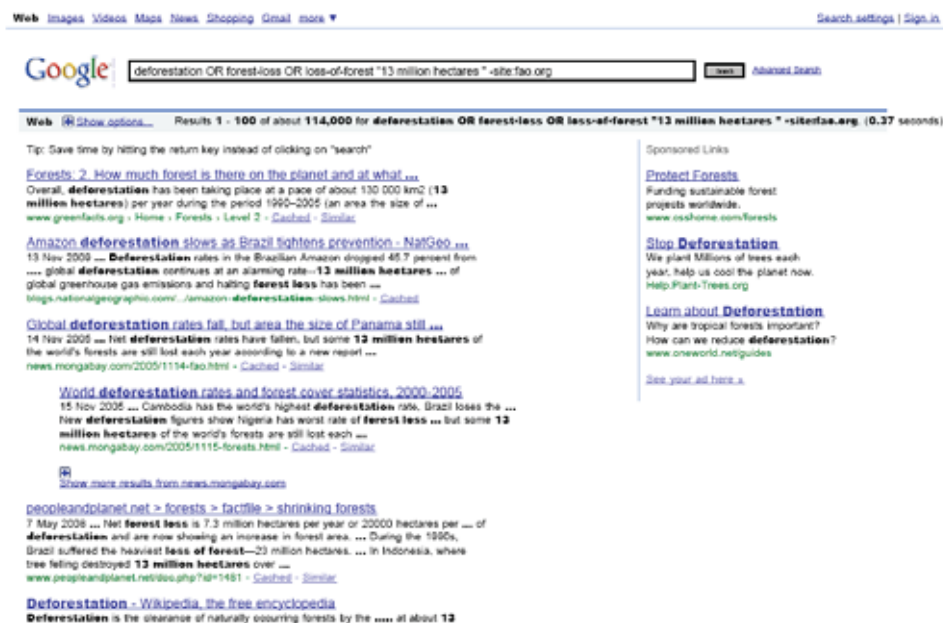 Web Images Videos Maps News Shopping Gmail more ▼
Search settings | Sign in
Google
deforestation OR forest-loss OR loss-of-forest "13 million hectares " -site:fao.org
Search
Advanced Search
Web Show options...
Results 1 - 100 of about 114,000 for deforestation OR forest-loss OR loss-of-forest "13 million hectares " -site:fao.org. (0.37 seconds)
Tip: Save time by hitting the return key instead of clicking on "search"
Forests: 2. How much forest is there on the planet and at what ...
Overall, deforestation has been taking place at a pace of about 130 000 km2 (13
million hectares) per year during the period 1990–2005 (an area the size of ...
www.greenfacts.org › Home › Forests › Level 2 - Cached - Similar
Amazon deforestation slows as Brazil tightens prevention - NatGeo ...
13 Nov 2009 ... Deforestation rates in the Brazilian Amazon dropped 45.7 percent from
.... global deforestation continues at an alarming rate--13 million hectares ... of
global greenhouse gas emissions and halting forest loss has been ...
blogs.nationalgeographic.com/.../amazon-deforestation-slows.html - Cached
Global deforestation rates fall, but area the size of Panama still ...
14 Nov 2005 ... Net deforestation rates have fallen, but some 13 million hectares of
the world's forests are still lost each year according to a new report ...
news.mongabay.com/2005/1114-fao.html - Cached - Similar
World deforestation rates and forest cover statistics, 2000-2005
15 Nov 2005 ... Cambodia has the world's highest deforestation rate, Brazil loses the ...
New deforestation figures show Nigeria has worst rate of forest loss ... but some 13
million hectares of the world's forests are still lost each ...
news.mongabay.com/2005/1115-forests.html - Cached - Similar
Show more results from news.mongabay.com
peopleandplanet.net > forests > factfile > shrinking forests
7 May 2008 ... Net forest loss is 7.3 million hectares per year or 20000 hectares per .... of
deforestation and are now showing an increase in forest area. ... During the 1990s,
Brazil suffered the heaviest loss of forest—23 million hectares. ... In Indonesia, where
tree felling destroyed 13 million hectares over ...
www.peopleandplanet.net/doc.php?id=1461 - Cached - Similar
Deforestation - Wikipedia, the free encyclopedia
Deforestation is the clearance of naturally occurring forests by the ..... at about 13
Sponsored Links
Protect Forests
Funding sustainable forest
projects worldwide.
www.osshome.com/forests
Stop Deforestation
We plant Millions of trees each
year, help us cool the planet now.
Help.Plant-Trees.org
Learn about Deforestation
Why are tropical forests important?
How can we reduce deforestation?
www.oneworld.net/guides
See your ad here »